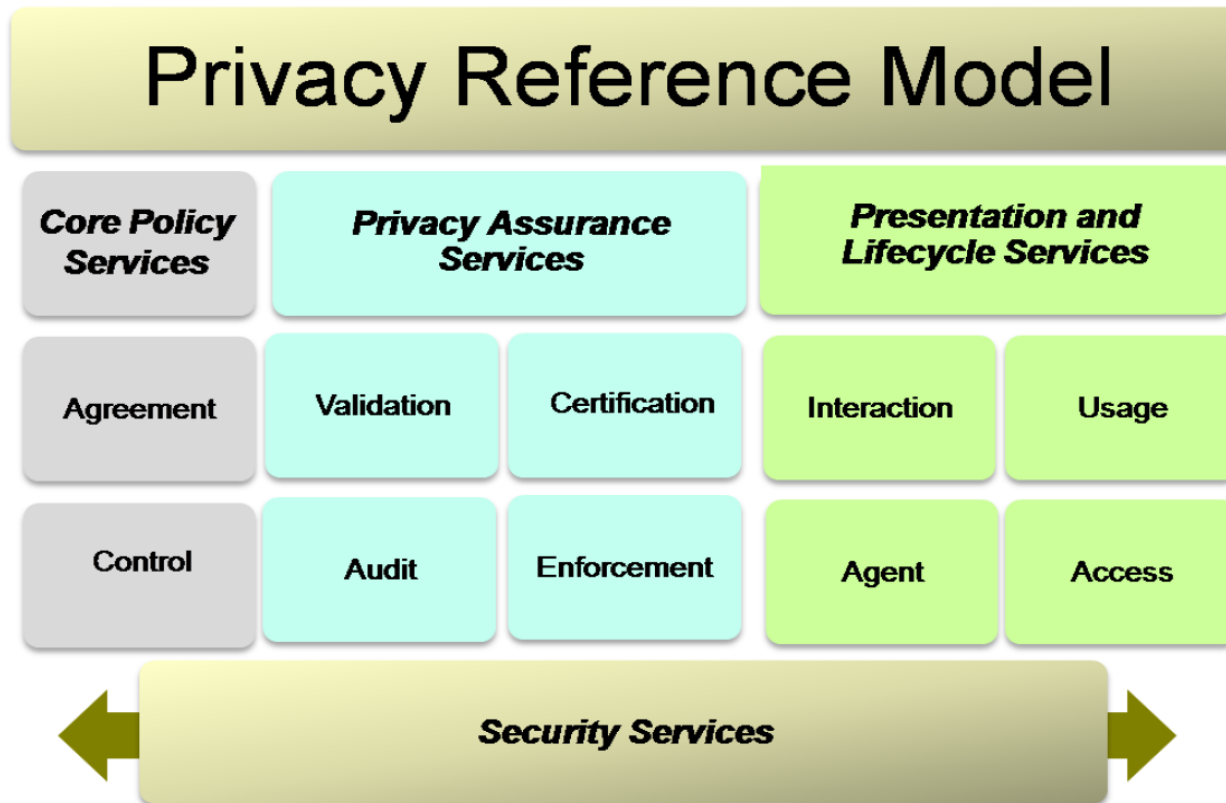 Privacy Reference Model
Core Policy
Services
Privacy Assurance
Services
Presentation and
Lifecycle Services
Agreement
Validation
Certification
Interaction
Usage
Control
Audit
Enforcement
Agent
Access
Security Services